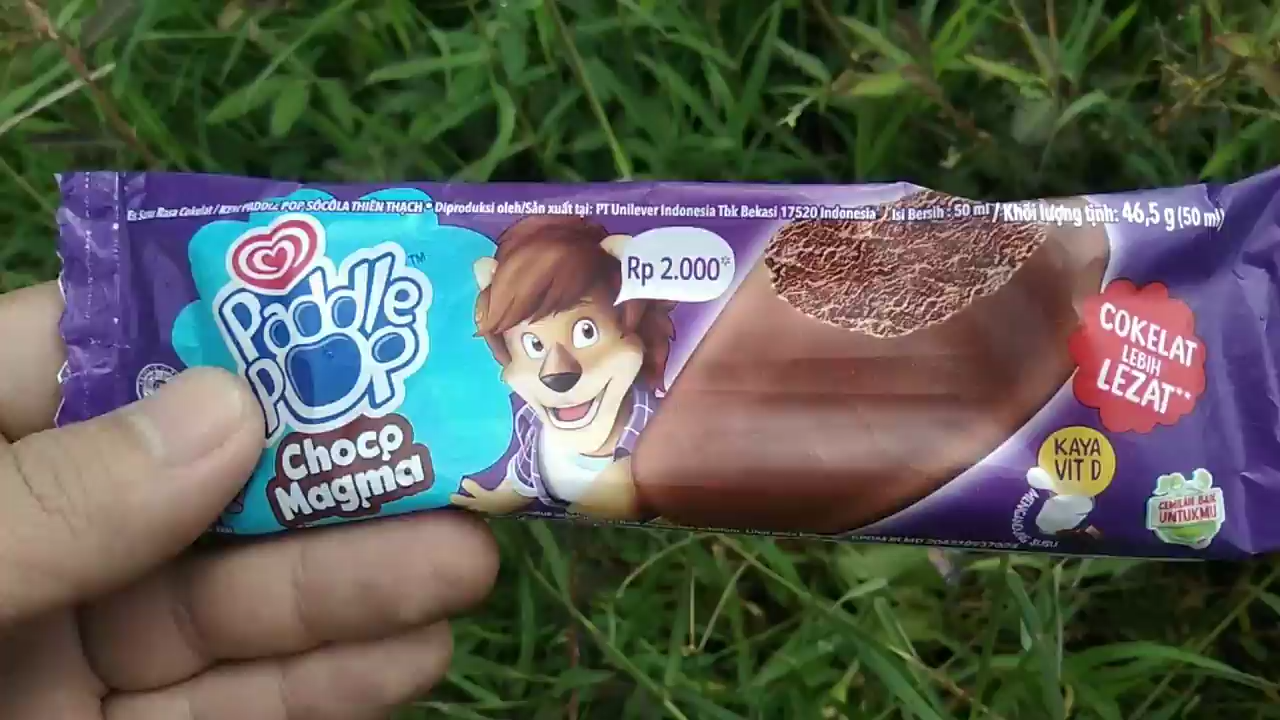 Es Susu Rasa Cokelat / KEM PADDLE POP SÔCÔLA THIÊN THẠCH * Diproduksi oleh/Sản xuất tại: PT Unilever Indonesia Tbk Bekasi 17520 Indonesia / Isi Bersih : 50 ml / Khối lượng tịnh: 46,5 g (50 ml)
Paddle
Pop™
Choco
Magma
Rp 2.000*
COKELAT
LEBIH
LEZAT**
KAYA
VIT D
SUSU
CEMILAN BAIK
UNTUKMU